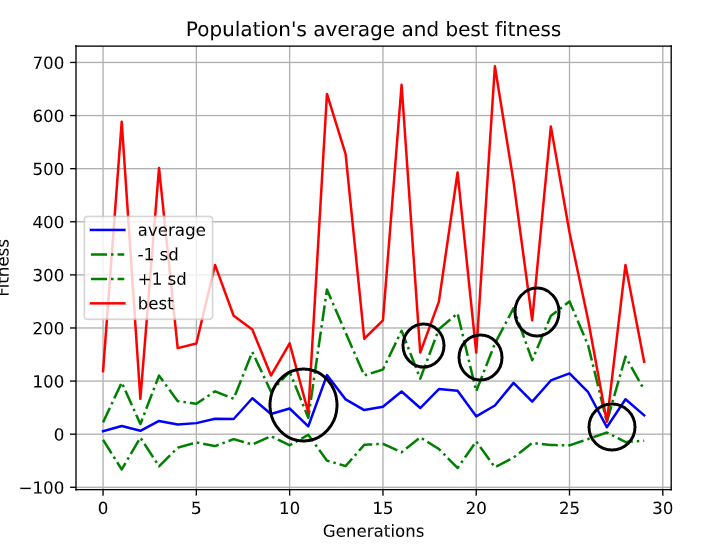 Population's average and best fitness
700
600
500
400
300
200
100
0
−100
Fitness
average
-1 sd
+1 sd
best
0 5 10 15 20 25 30
Generations